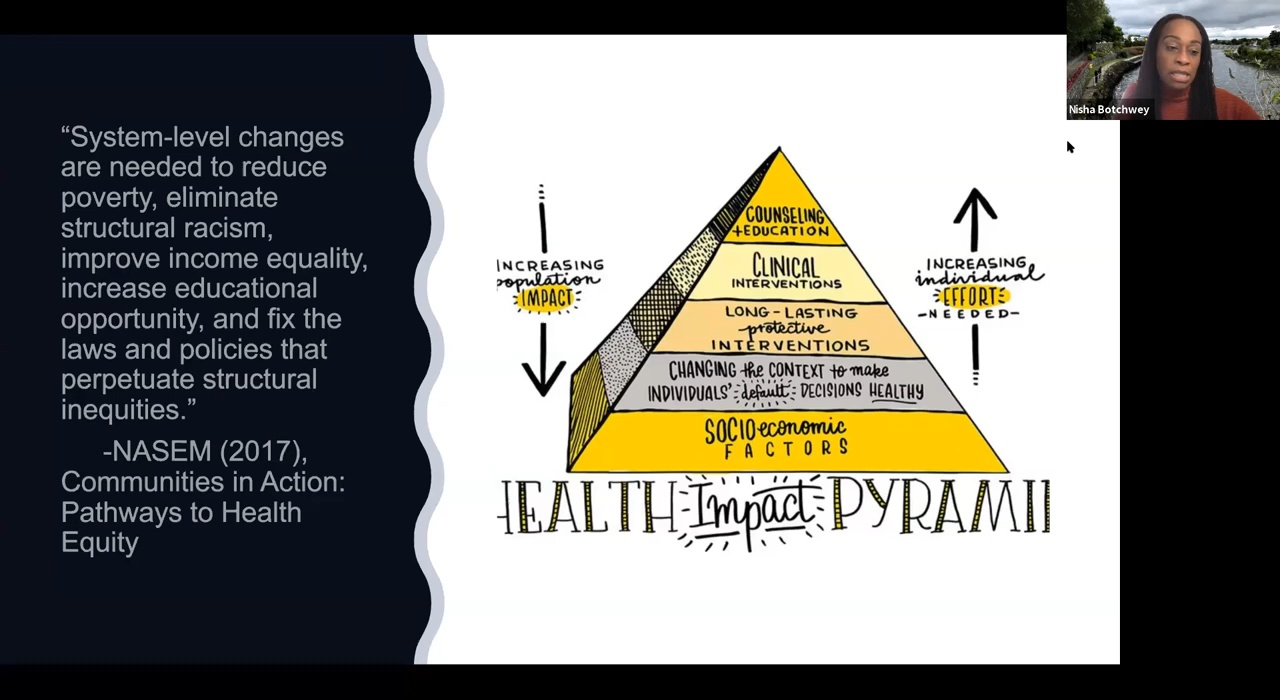 “System-level changes
are needed to reduce
poverty, eliminate
structural racism,
improve income equality,
increase educational
opportunity, and fix the
laws and policies that
perpetuate structural
inequities.”
-NASEM (2017),
Communities in Action:
Pathways to Health
Equity
INCREASING
population
IMPACT
COUNSELING
+EDUCATION
CLINICAL
INTERVENTIONS
LONG-LASTING
protective
INTERVENTIONS
CHANGING the CONTEXT to make
INDIVIDUALS' default DECISIONS HEALTHY
SOCIOeconomic
FACTORS
INCREASING
individual
EFFORT
-NEEDED-
HEALTH Impact PYRAMI
Nisha Botchwey